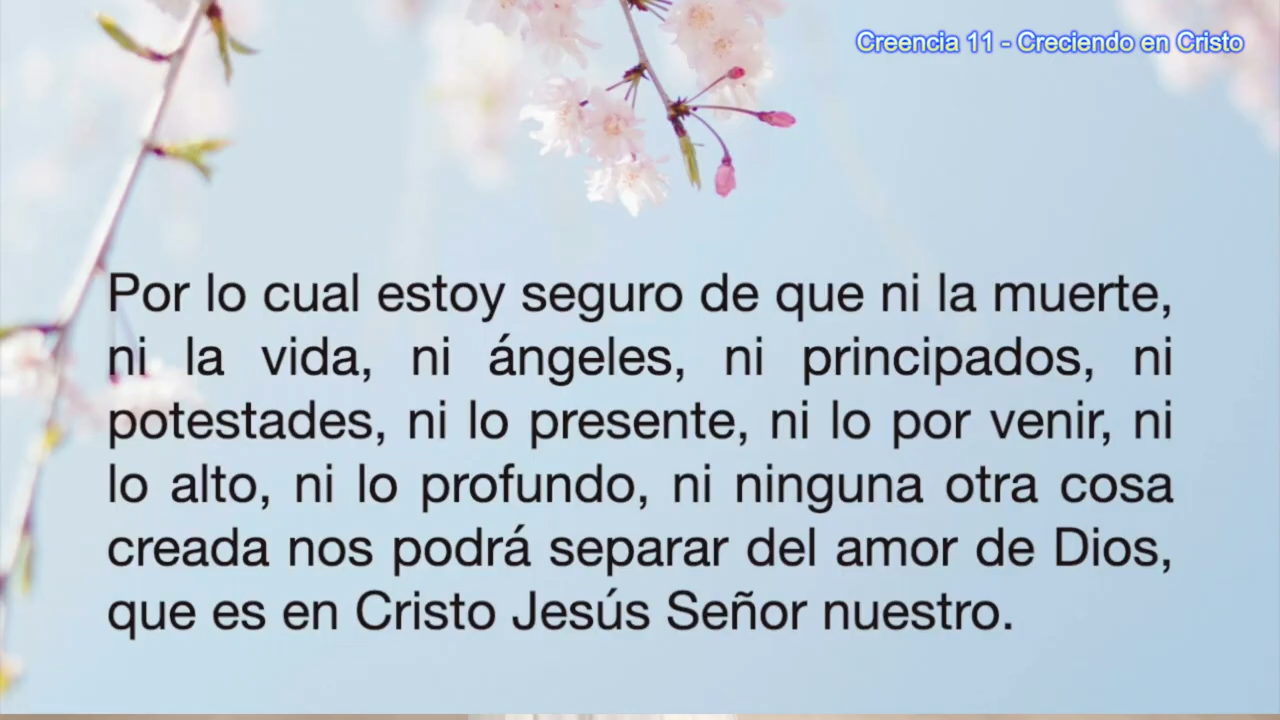 Creencia 11 - Creciendo en Cristo
Por lo cual estoy seguro de que ni la muerte,
ni la vida, ni ángeles, ni principados, ni
potestades, ni lo presente, ni lo por venir, ni
lo alto, ni lo profundo, ni ninguna otra cosa
creada nos podrá separar del amor de Dios,
que es en Cristo Jesús Señor nuestro.